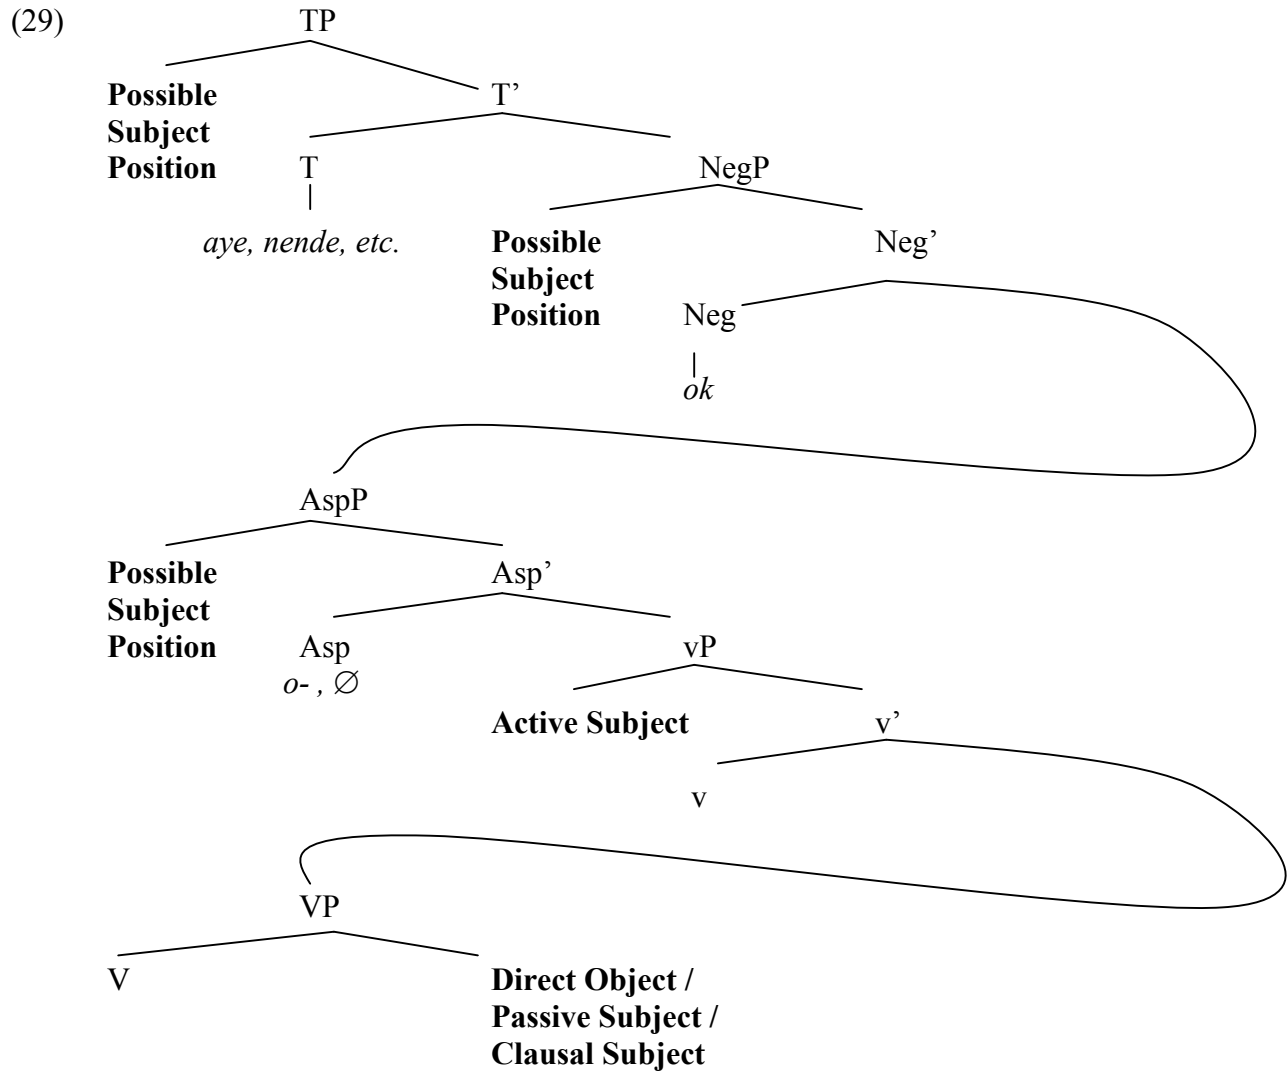 (29) TP
Possible T’
Subject
Position T NegP
|
aye, nende, etc. Possible Neg’
Subject
Position Neg
|
ok
AspP
Possible Asp’
Subject
Position Asp vP
o- , ∅
Active Subject v’
v
VP
V Direct Object /
Passive Subject /
Clausal Subject